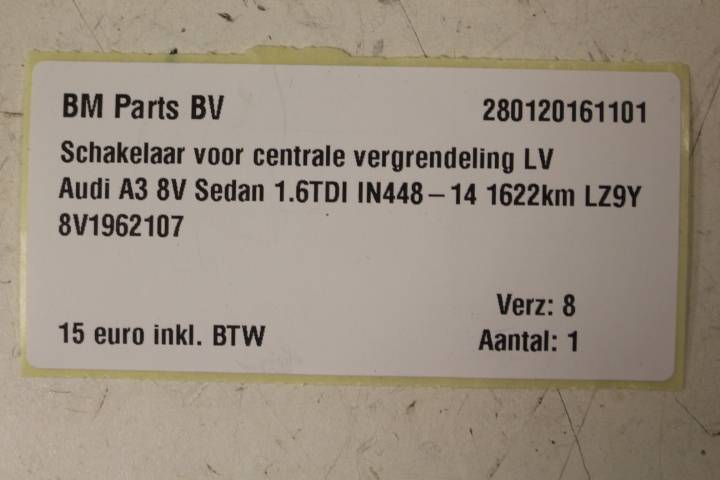 BM Parts BV 280120161101
Schakelaar voor centrale vergrendeling LV
Audi A3 8V Sedan 1.6TDI IN448-14 1622km LZ9Y
8V1962107
Verz: 8
15 euro inkl. BTW Aantal: 1